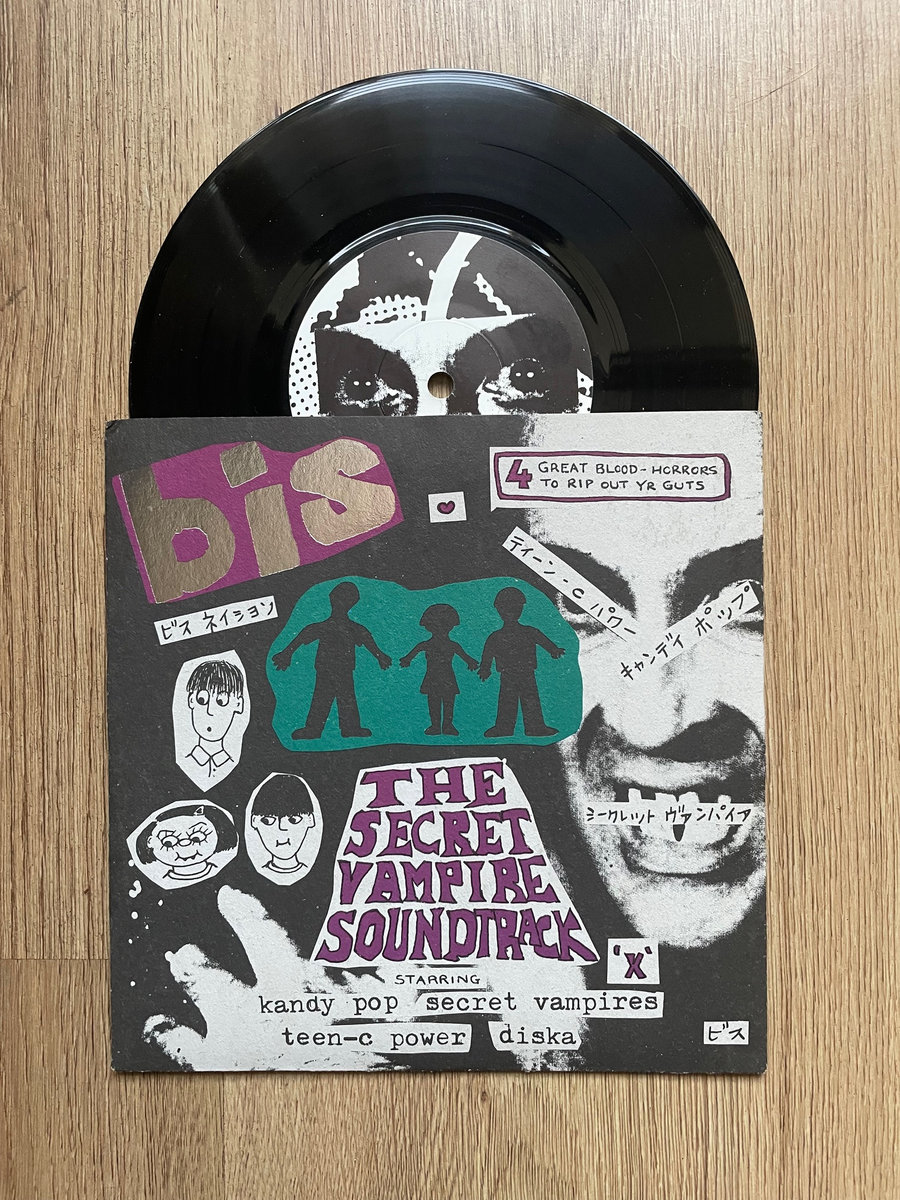 bis
4 GREAT BLOOD-HORRORS
TO RIP OUT YR GUTS
ティーン・C パワー
キャンディ ポップ
ビス ネイション
シークレット ヴァンパイア
THE
SECRET
VAMPIRE
SOUNDTRACK
'X'
STARRING
kandy pop secret vampires
teen-c power diska
ビス